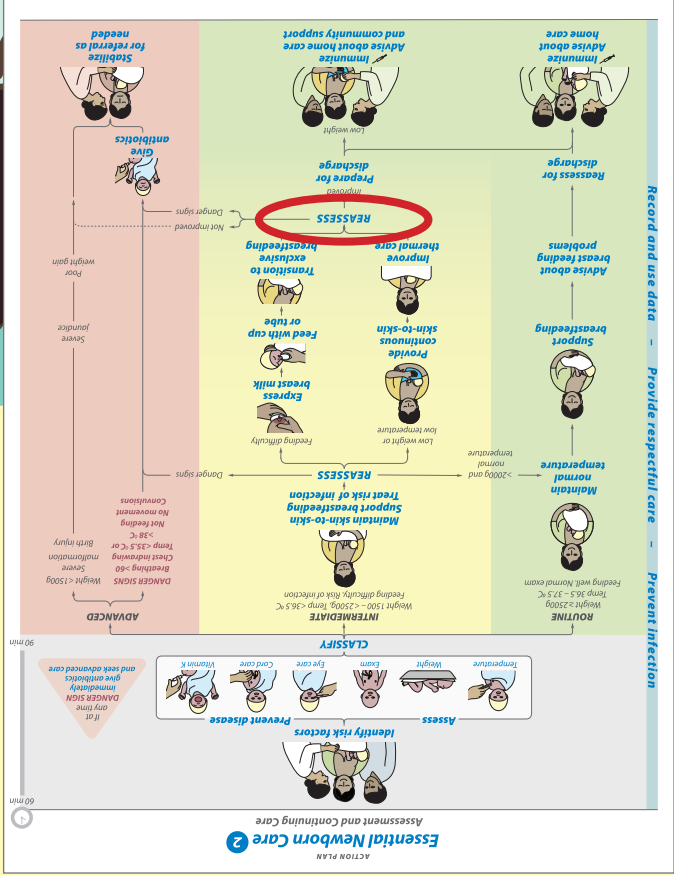 ACTION PLAN
Essential Newborn Care 2
Assessment and Continuing Care
60 min
Identify risk factors
Assess
Prevent disease
Temperature
Weight
Exam
Eye care
Cord care
Vitamin K
If at
any time
DANGER SIGN
immediately
give antibiotics
and seek advanced care
90 min
CLASSIFY
ROUTINE
Weight ≥2500g
Temp 36.5 – 37.5 ºC
Feeding well. Normal exam
Maintain
normal
temperature
Support
breastfeeding
Advise about
breast feeding
problems
Reassess for
discharge
Immunize
Advise about
home care
INTERMEDIATE
Weight 1500 – <2500g, Temp <36.5ºC
Feeding difficulty. Risk of infection
Maintain skin-to-skin
Support breastfeeding
Treat risk of infection
REASSESS
>2000g and
normal
temperature
Danger signs
Low weight or
low temperature
Feeding difficulty
Provide
continuous
skin-to-skin
Express
breast milk
Feed with cup
or tube
Improve
thermal care
Transition to
exclusive
breastfeeding
REASSESS
Not improved
Danger signs
Improved
Prepare for
discharge
Low weight
Immunize
Advise about home care
and community support
ADVANCED
DANGER SIGNS
Breathing >60
Chest indrawing
Temp <35.5 ºC or
>38 ºC
Not feeding
No movement
Convulsions
Weight <1500g
Severe
malformation
Birth injury
Severe
jaundice
Poor
weight gain
Give
antibiotics
Stabilize
for referral as
needed
Prevent infection – Provide respectful care – Record and use data